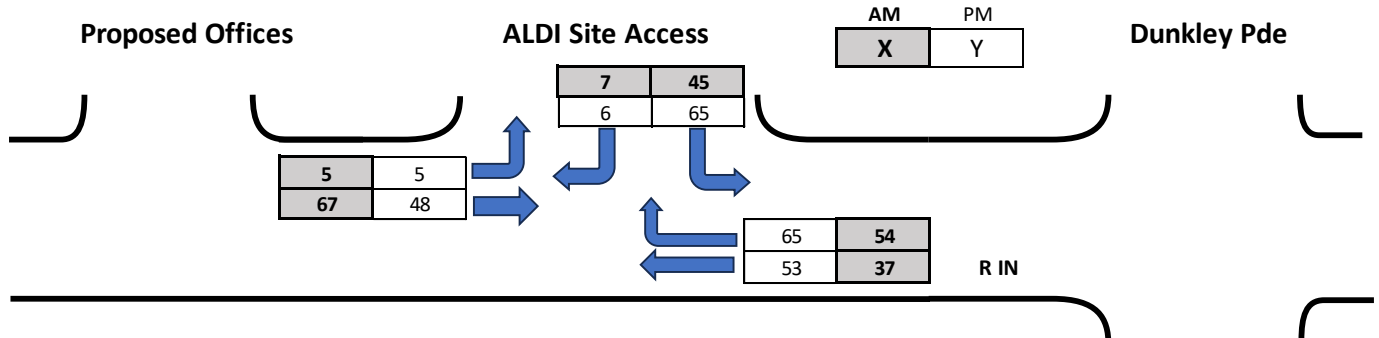 AM PM
Proposed Offices ALDI Site Access X Y Dunkley Pde
7 45
6 65
5 5
67 48
65 54
53 37 R IN